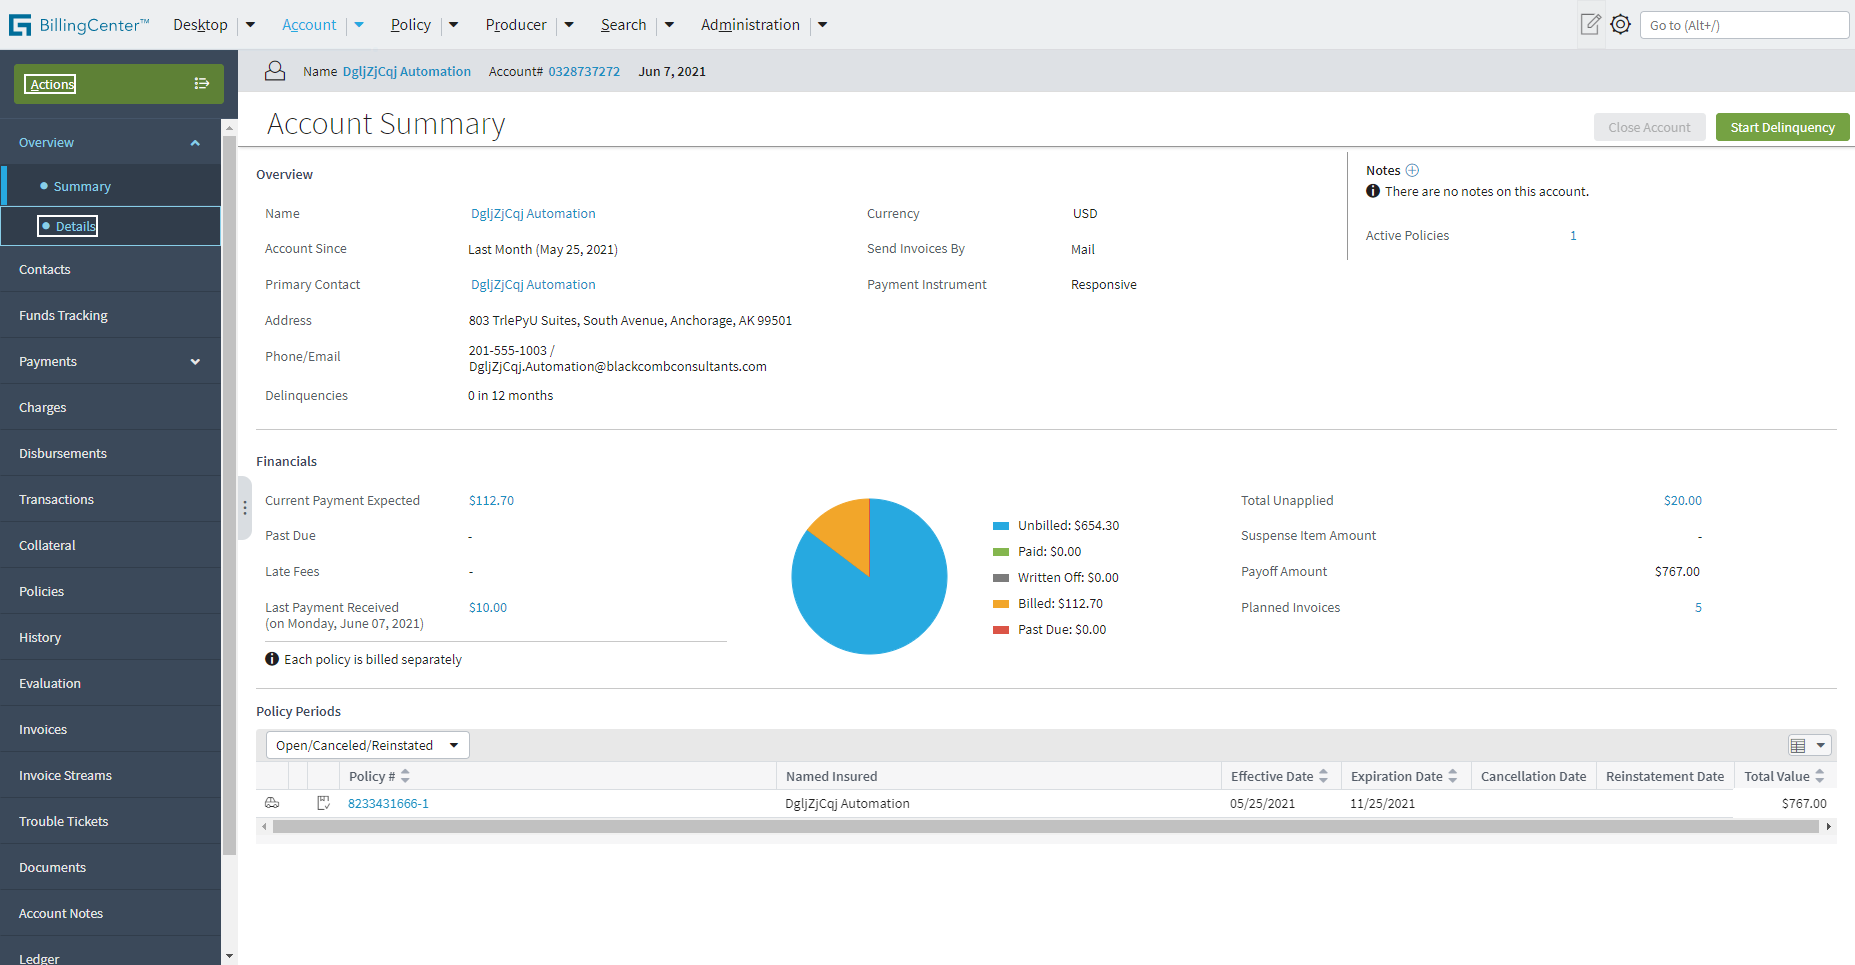 BillingCenter™ Desktop Account Policy Producer Search Administration Go to (Alt+/)
Actions
Name DgljZjCqj Automation Account# 0328737272 Jun 7, 2021
Overview
Summary
Details
Contacts
Funds Tracking
Payments
Charges
Disbursements
Transactions
Collateral
Policies
History
Evaluation
Invoices
Invoice Streams
Trouble Tickets
Documents
Account Notes
Ledger
Account Summary
Close Account Start Delinquency
Overview
Name DgljZjCqj Automation
Account Since Last Month (May 25, 2021)
Primary Contact DgljZjCqj Automation
Address 803 TrlePyU Suites, South Avenue, Anchorage, AK 99501
Phone/Email 201-555-1003 /
DgljZjCqj.Automation@blackcombconsultants.com
Delinquencies 0 in 12 months
Currency USD
Send Invoices By Mail
Payment Instrument Responsive
Notes
There are no notes on this account.
Active Policies 1
Financials
Current Payment Expected $112.70
Past Due -
Late Fees -
Last Payment Received $10.00
(on Monday, June 07, 2021)
Each policy is billed separately
Unbilled: $654.30
Paid: $0.00
Written Off: $0.00
Billed: $112.70
Past Due: $0.00
Total Unapplied $20.00
Suspense Item Amount -
Payoff Amount $767.00
Planned Invoices 5
Policy Periods
Open/Canceled/Reinstated
Policy # Named Insured Effective Date Expiration Date Cancellation Date Reinstatement Date Total Value
8233431666-1 DgljZjCqj Automation 05/25/2021 11/25/2021 $767.00